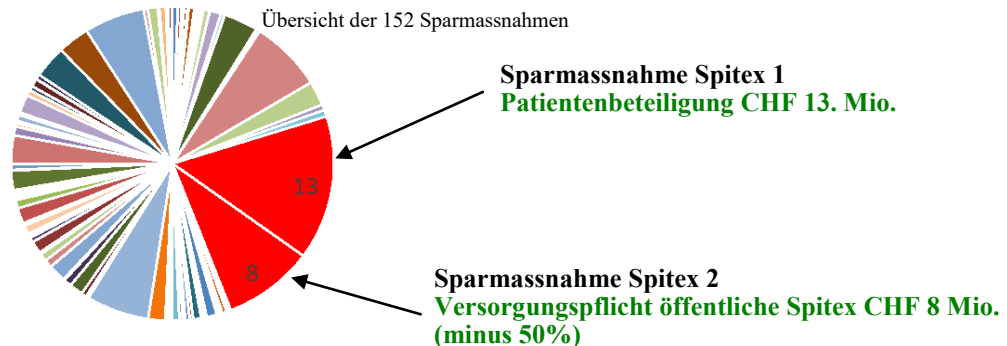 Übersicht der 152 Sparmassnahmen
Sparmassnahme Spitex 1
Patientenbeteiligung CHF 13. Mio.
13
8
Sparmassnahme Spitex 2
Versorgungspflicht öffentliche Spitex CHF 8 Mio.
(minus 50%)